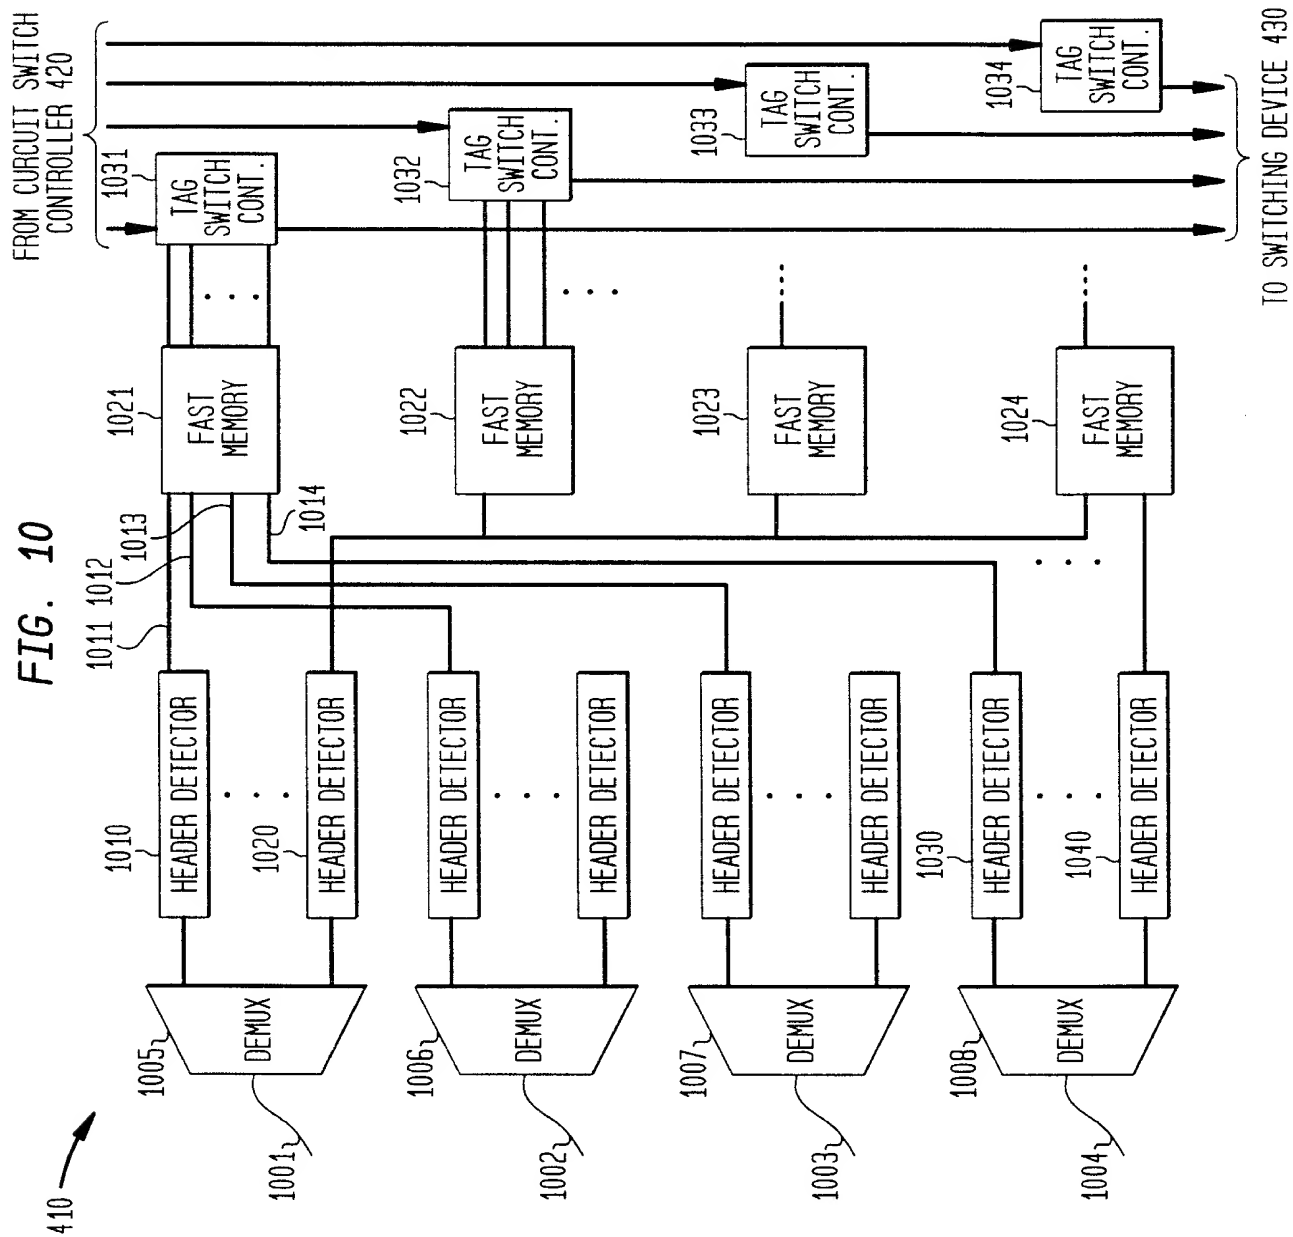 FIG. 10
410
FROM CURCUIT SWITCH
CONTROLLER 420
1001
1005
DEMUX
1010
HEADER DETECTOR
1020
HEADER DETECTOR
1011
1012
1013
1014
1021
FAST
MEMORY
1031
TAG
SWITCH
CONT.
1002
1006
DEMUX
HEADER DETECTOR
HEADER DETECTOR
1022
FAST
MEMORY
1032
TAG
SWITCH
CONT.
1003
1007
DEMUX
HEADER DETECTOR
HEADER DETECTOR
1023
FAST
MEMORY
1033
TAG
SWITCH
CONT.
1004
1008
DEMUX
1030
HEADER DETECTOR
1040
HEADER DETECTOR
1024
FAST
MEMORY
1034
TAG
SWITCH
CONT.
TO SWITCHING DEVICE 430